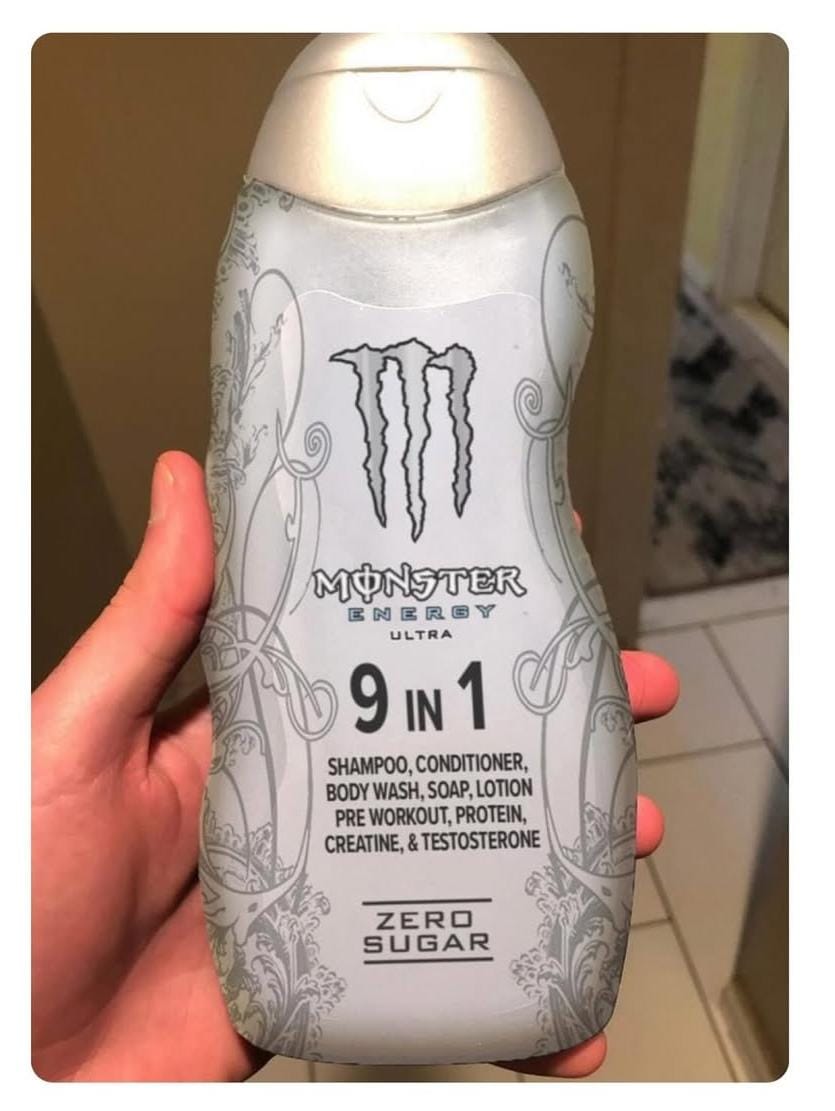 MONSTER
ENERGY
ULTRA
9 IN 1
SHAMPOO, CONDITIONER,
BODY WASH, SOAP, LOTION
PRE WORKOUT, PROTEIN,
CREATINE, & TESTOSTERONE
ZERO
SUGAR